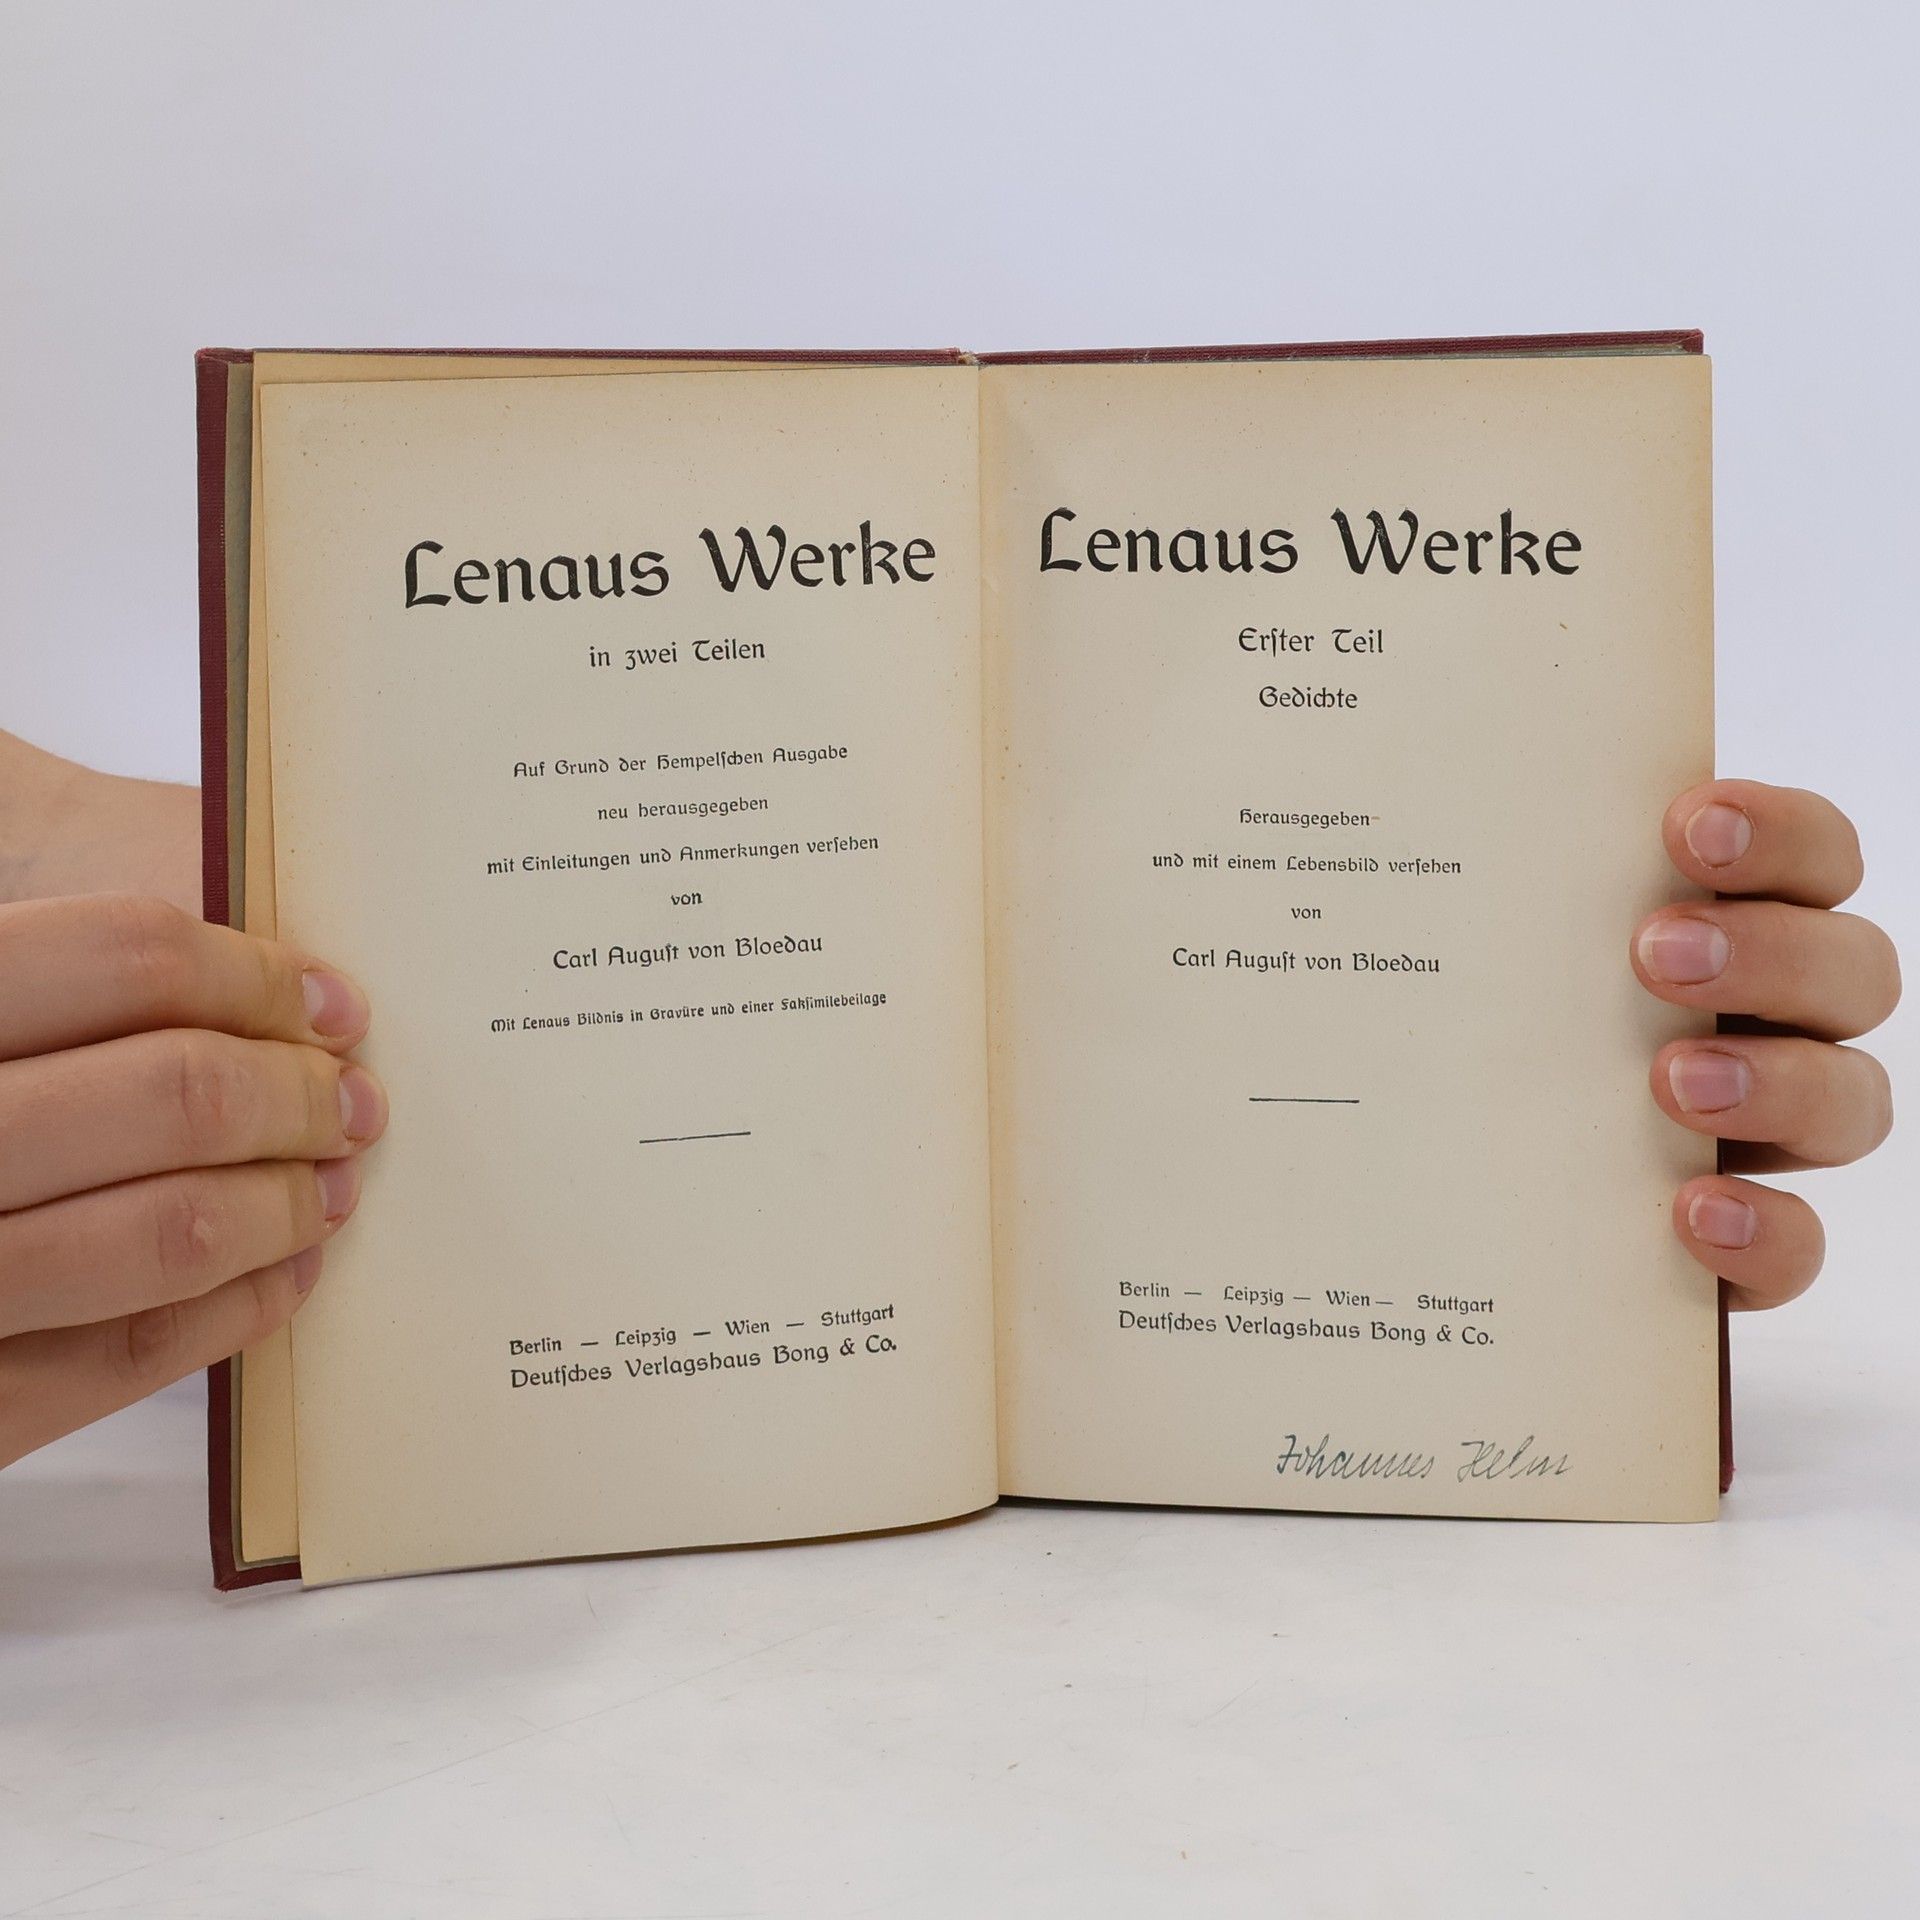 Lenaus Werke
in zwei Teilen
Auf Grund der Hempelſchen Ausgabe
neu herausgegeben
mit Einleitungen und Anmerkungen verſehen
von
Carl Auguſt von Bloedau
Mit Lenaus Bildnis in Gravüre und einer Fakſimilebeilage
Berlin — Leipzig — Wien — Stuttgart
Deutſches Verlagshaus Bong & Co.
Lenaus Werke
Erſter Teil
Gedichte
Herausgegeben
und mit einem Lebensbild verſehen
von
Carl Auguſt von Bloedau
Berlin — Leipzig — Wien — Stuttgart
Deutſches Verlagshaus Bong & Co.
Johannes Helm